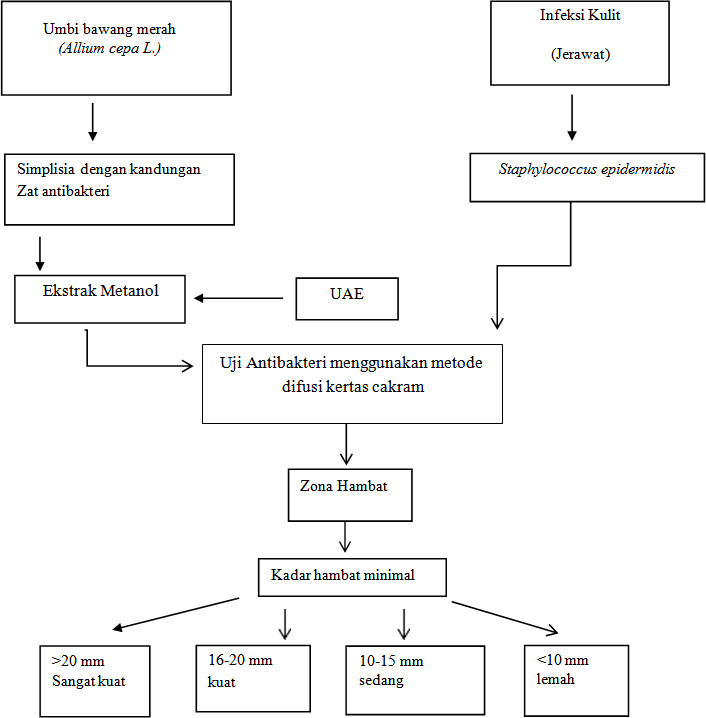 Umbi bawang merah
(Allium cepa L.)
Infeksi Kulit
(Jerawat)
Simplisia dengan kandungan
Zat antibakteri
Staphylococcus epidermidis
Ekstrak Metanol
UAE
Uji Antibakteri menggunakan metode
difusi kertas cakram
Zona Hambat
Kadar hambat minimal
>20 mm
Sangat kuat
16-20 mm
kuat
10-15 mm
sedang
<10 mm
lemah